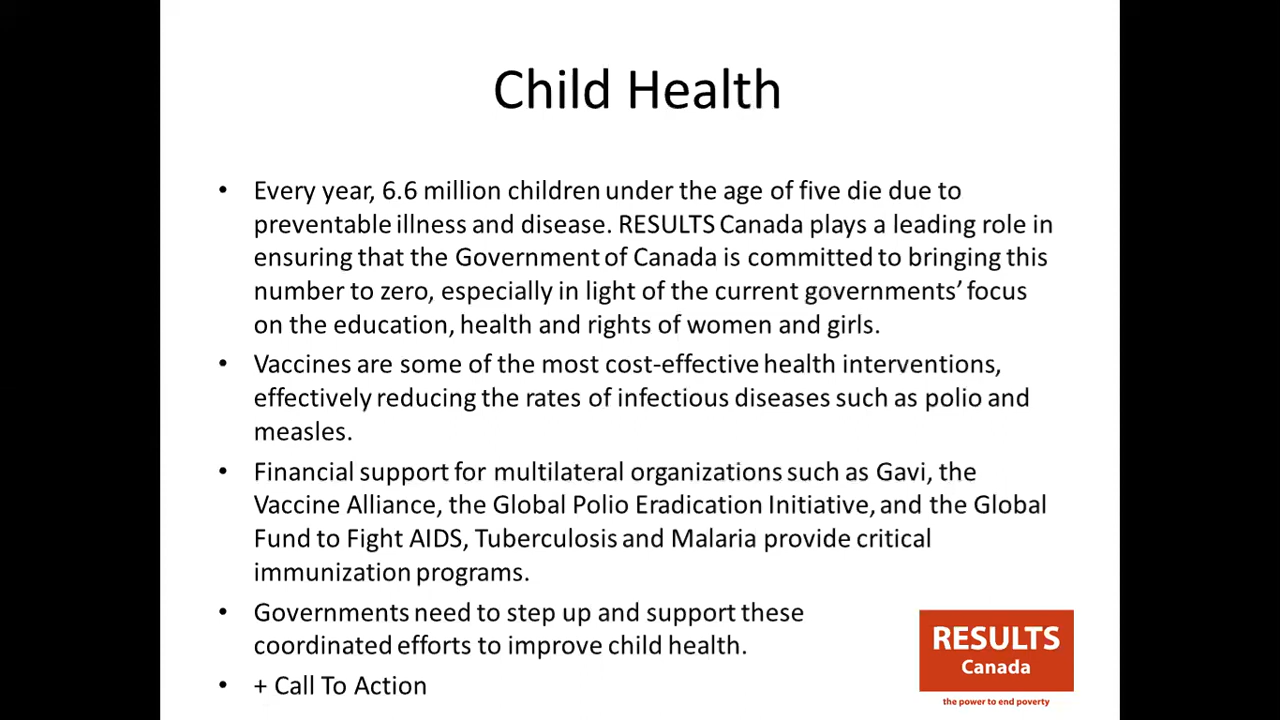 Child Health
• Every year, 6.6 million children under the age of five die due to
preventable illness and disease. RESULTS Canada plays a leading role in
ensuring that the Government of Canada is committed to bringing this
number to zero, especially in light of the current governments’ focus
on the education, health and rights of women and girls.
• Vaccines are some of the most cost-effective health interventions,
effectively reducing the rates of infectious diseases such as polio and
measles.
• Financial support for multilateral organizations such as Gavi, the
Vaccine Alliance, the Global Polio Eradication Initiative, and the Global
Fund to Fight AIDS, Tuberculosis and Malaria provide critical
immunization programs.
• Governments need to step up and support these
coordinated efforts to improve child health.
• + Call To Action
RESULTS
Canada
the power to end poverty